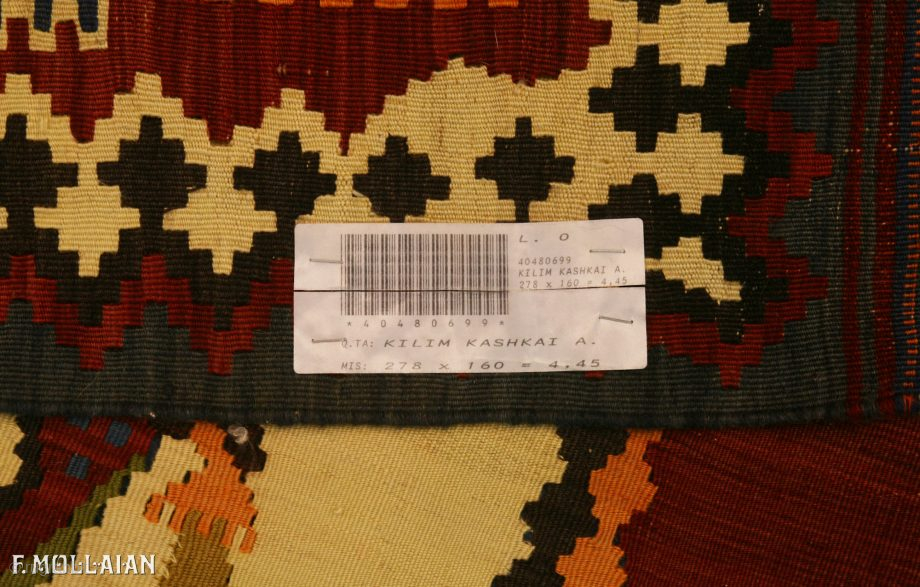 L. O
40480699
KILIM KASHKAI A.
278 x 160 = 4,45
*40480699*
Q.TA: KILIM KASHKAI A.
MIS: 278 x 160 = 4,45
F. MOLLAIAN